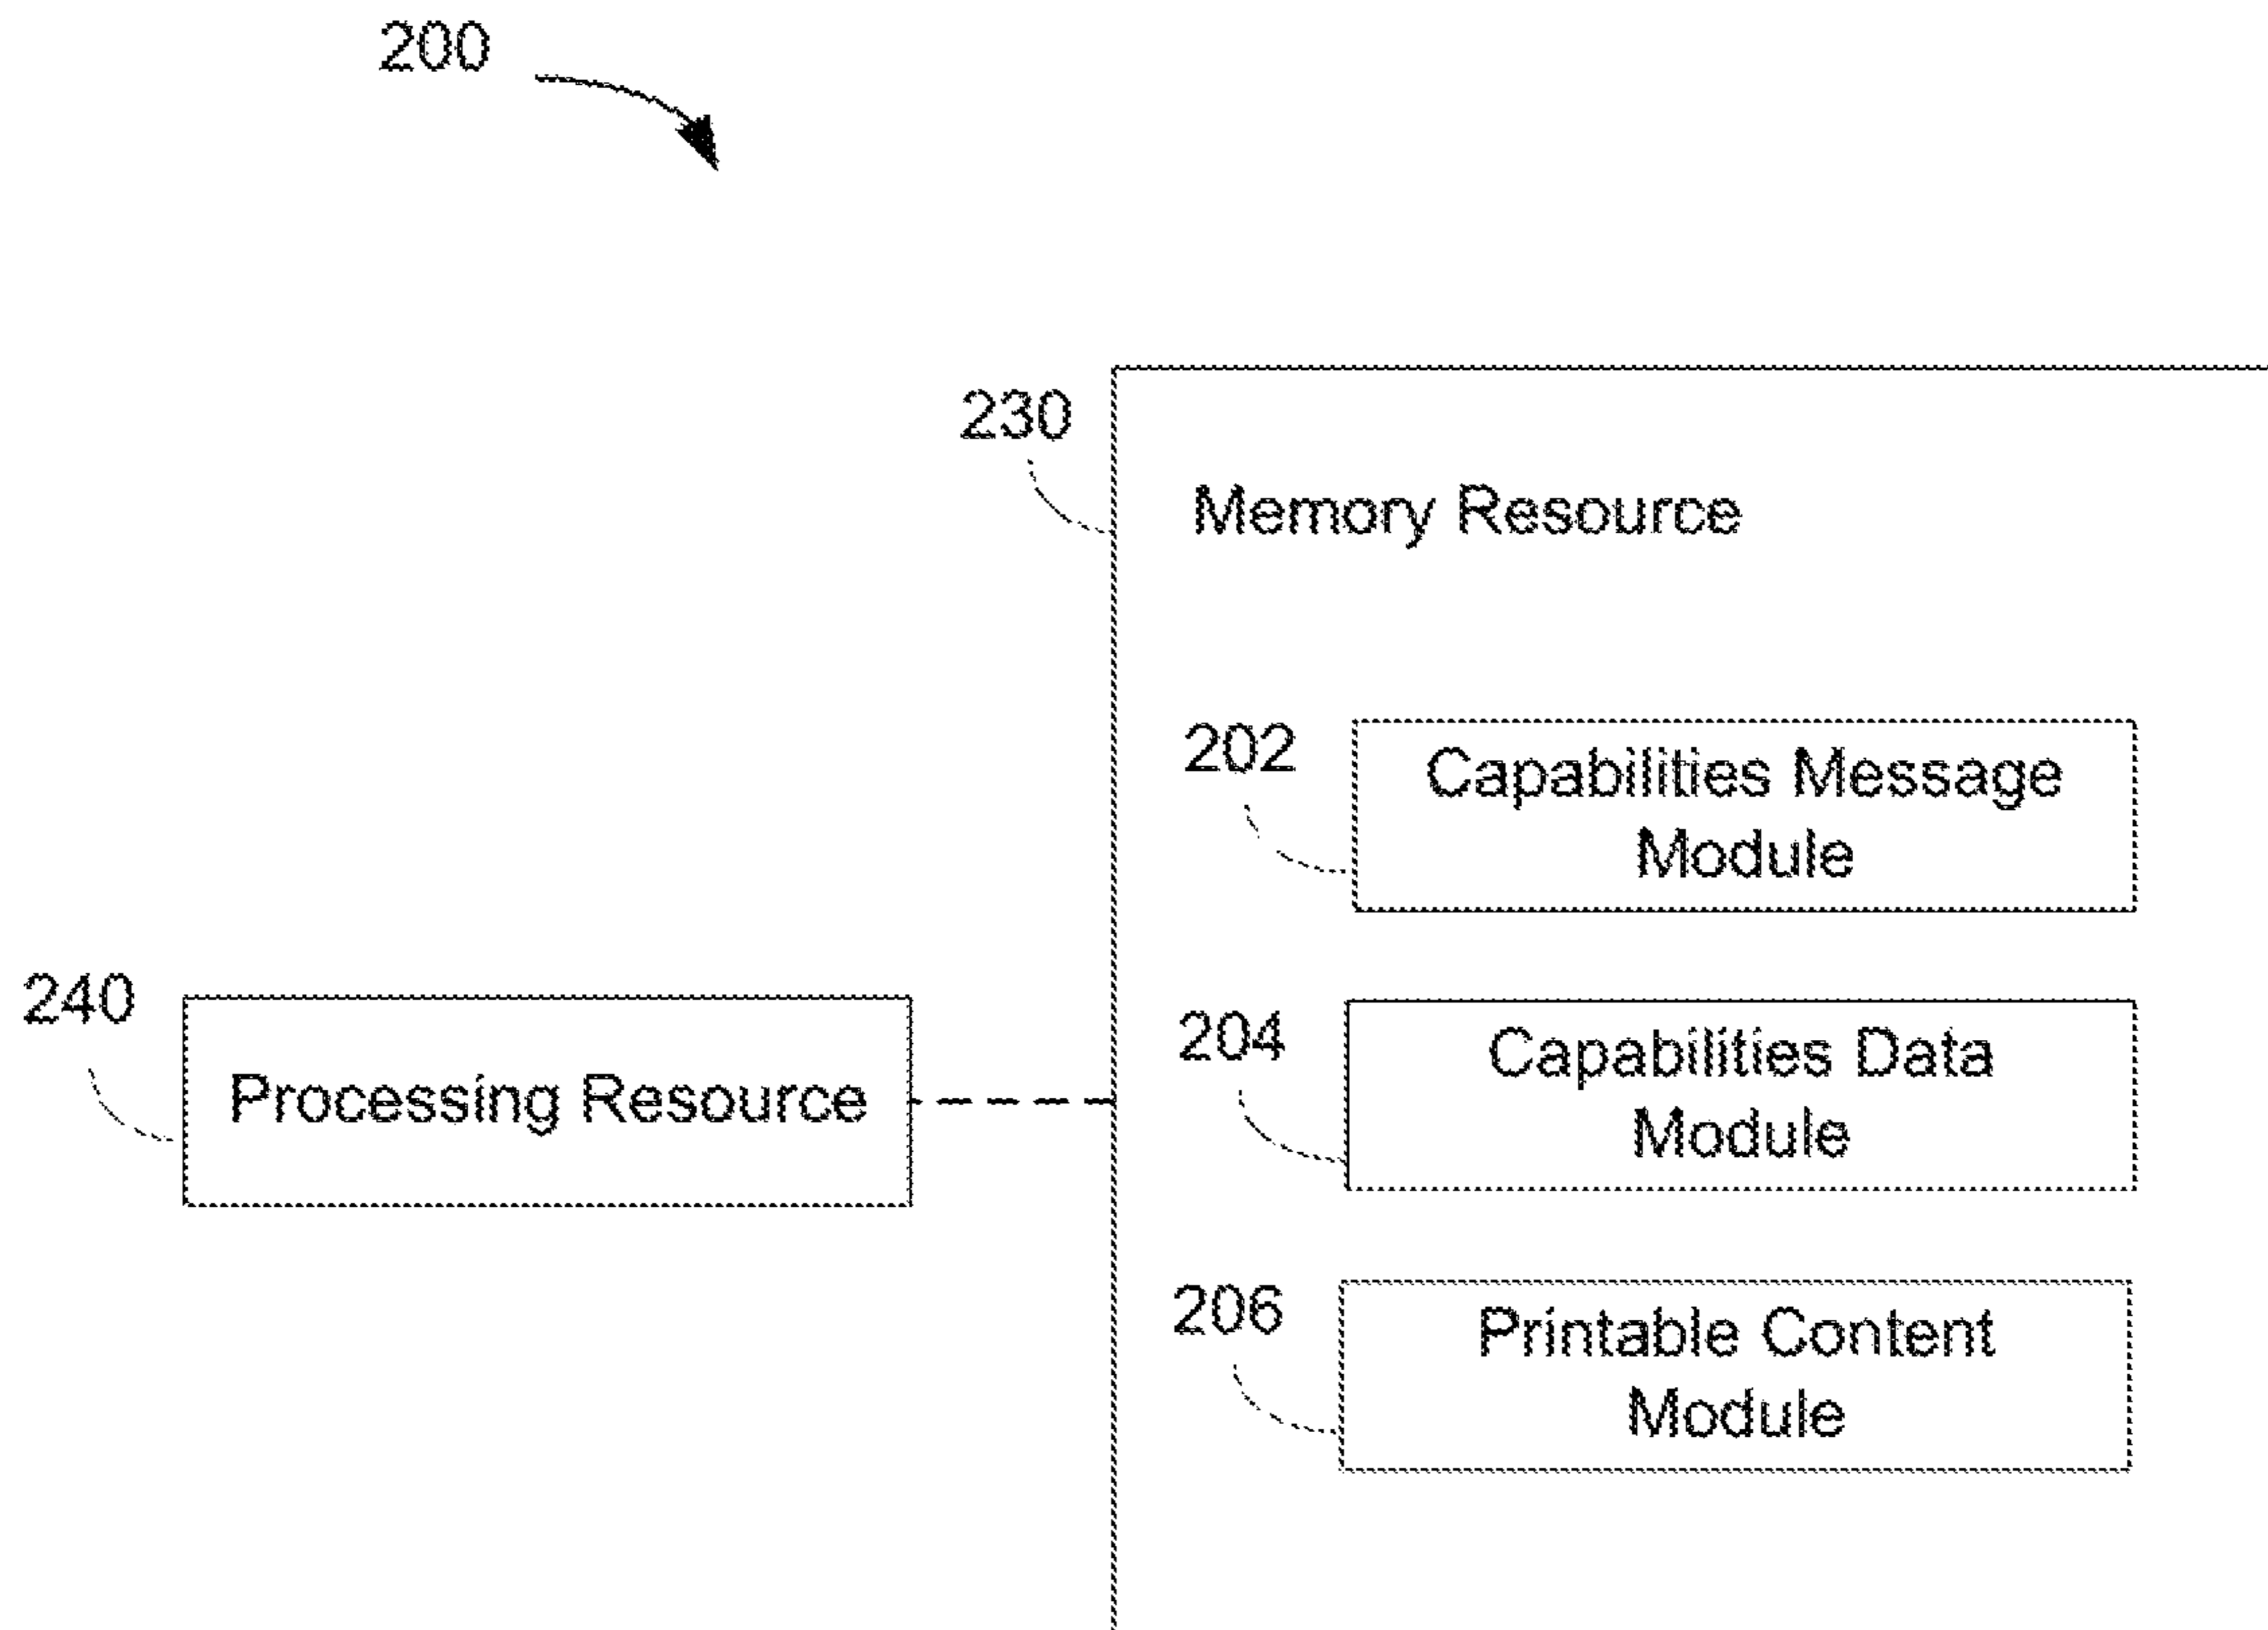 200
230
Memory Resource
202
Capabilities Message
Module
240
Processing Resource
204
Capabilities Data
Module
206
Printable Content
Module